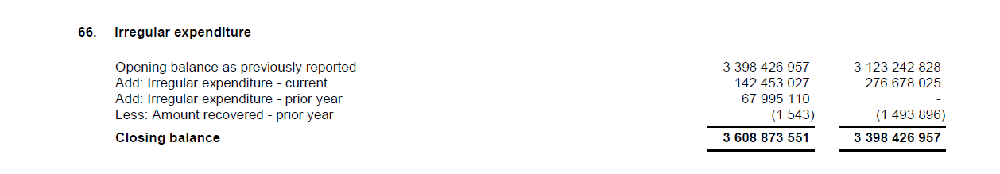 66. Irregular expenditure
Opening balance as previously reported 3 398 426 957 3 123 242 828
Add: Irregular expenditure - current 142 453 027 276 678 025
Add: Irregular expenditure - prior year 67 995 110 -
Less: Amount recovered - prior year (1 543) (1 493 896)
Closing balance 3 608 873 551 3 398 426 957